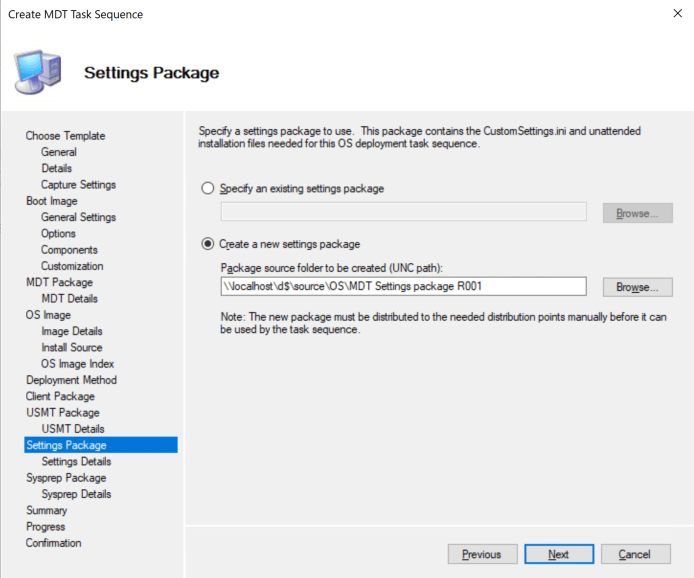 Create MDT Task Sequence
Settings Package
Choose Template
General
Details
Capture Settings
Boot Image
General Settings
Options
Components
Customization
MDT Package
MDT Details
OS Image
Image Details
Install Source
OS Image Index
Deployment Method
Client Package
USMT Package
USMT Details
Settings Package
Settings Details
Sysprep Package
Sysprep Details
Summary
Progress
Confirmation
Specify a settings package to use.  This package contains the CustomSettings.ini and unattended
installation files needed for this OS deployment task sequence.
Specify an existing settings package
Browse...
Create a new settings package
Package source folder to be created (UNC path):
\\localhost\d$\source\OS\MDT Settings package R001
Browse...
Note: The new package must be distributed to the needed distribution points manually before it can
be used by the task sequence.
Previous
Next
Cancel